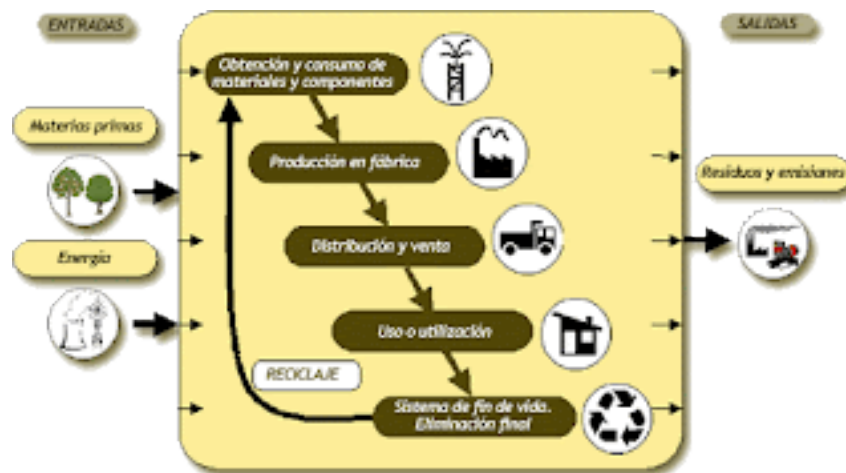 ENTRADAS
SALIDAS
Obtención y consumo de
materiales y componentes
Materias primas
Producción en fábrica
Residuos y emisiones
Distribución y venta
Energía
Uso o utilización
RECICLAJE
Sistema de fin de vida.
Eliminación final